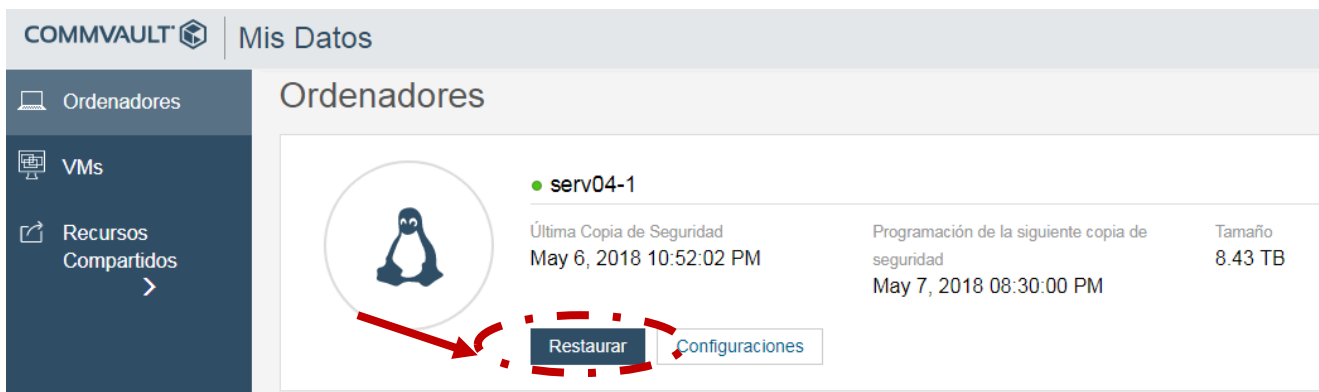 COMMVAULT Mis Datos
Ordenadores
VMs
Recursos
Compartidos
Ordenadores
serv04-1
Última Copia de Seguridad
May 6, 2018 10:52:02 PM
Programación de la siguiente copia de
seguridad
May 7, 2018 08:30:00 PM
Tamaño
8.43 TB
Restaurar
Configuraciones